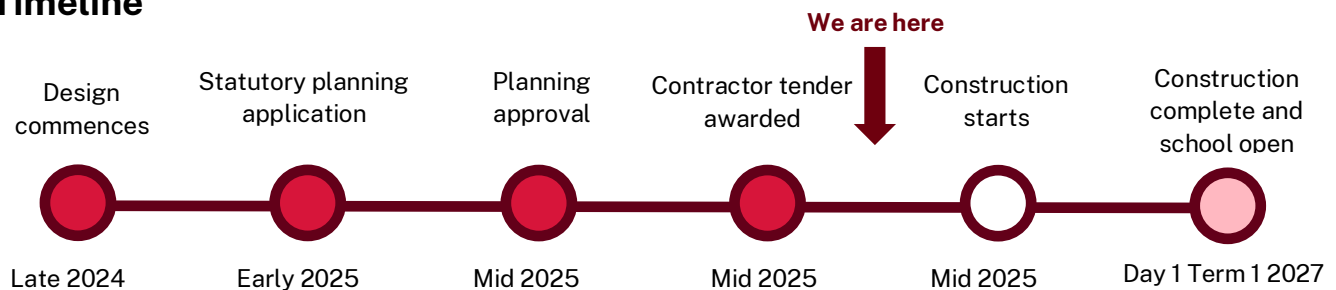 Timeline
We are here
Design
commences
Statutory planning
application
Planning
approval
Contractor tender
awarded
Construction
starts
Construction
complete and
school open
Late 2024
Early 2025
Mid 2025
Mid 2025
Mid 2025
Day 1 Term 1 2027